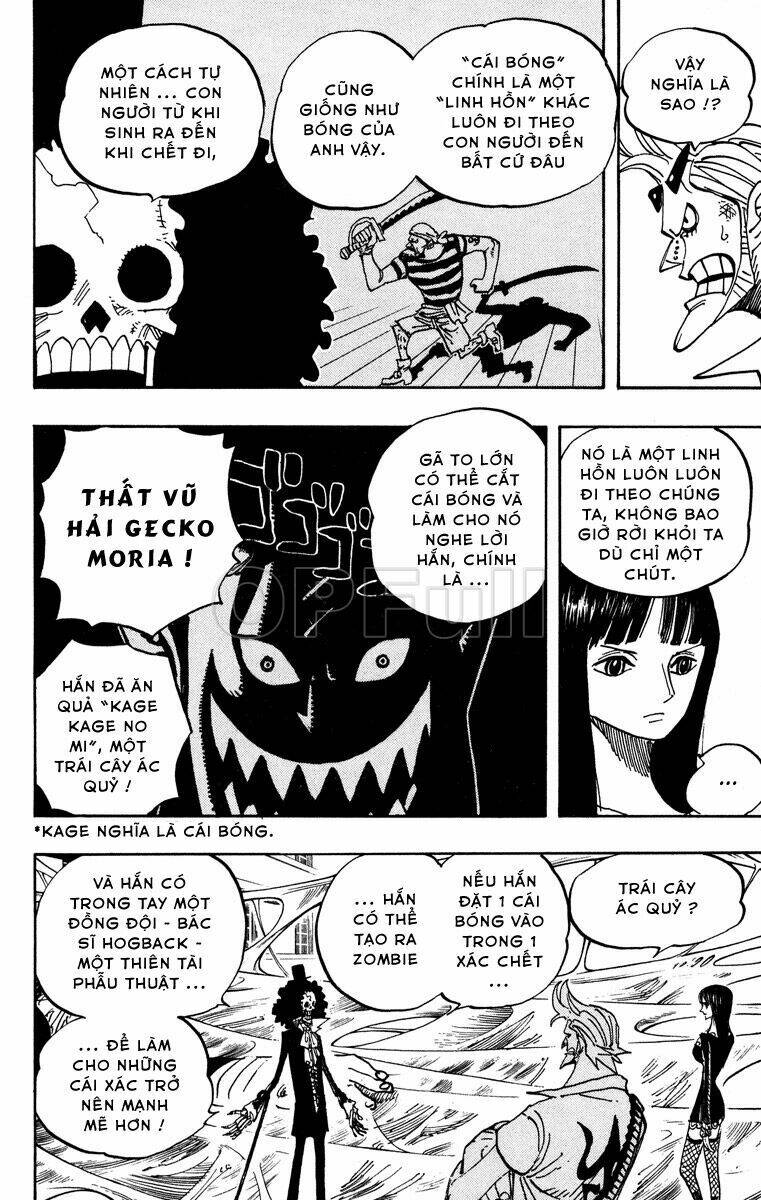 VẬY
NGHĨA LÀ
SAO !?
"CÁI BÓNG"
CHÍNH LÀ MỘT
"LINH HỒN" KHÁC
LUÔN ĐI THEO
CON NGƯỜI ĐẾN
BẤT CỨ ĐÂU
CŨNG
GIỐNG NHƯ
BÓNG CỦA
ANH VẬY.
MỘT CÁCH TỰ
NHIÊN ... CON
NGƯỜI TỪ KHI
SINH RA ĐẾN
KHI CHẾT ĐI,
NÓ LÀ MỘT LINH
HỒN LUÔN LUÔN
ĐI THEO CHÚNG
TA, KHÔNG BAO
GIỜ RỜI KHỎI TA
DÙ CHỈ MỘT
CHÚT.
...
GÃ TO LỚN
CÓ THỂ CẮT
CÁI BÓNG VÀ
LÀM CHO NÓ
NGHE LỜI
HẮN, CHÍNH
LÀ ...
ゴゴゴ
ゴゴゴ
THẤT VŨ
HẢI GECKO
MORIA !
OPFull
HẮN ĐÃ ĂN
QUẢ "KAGE
KAGE NO
MI", MỘT
TRÁI CÂY ÁC
QUỶ !
*KAGE NGHĨA LÀ CÁI BÓNG.
TRÁI CÂY
ÁC QUỶ ?
NẾU HẮN
ĐẶT 1 CÁI
BÓNG VÀO
TRONG 1
XÁC CHẾT
...
... HẮN
CÓ THỂ
TẠO RA
ZOMBIE
VÀ HẮN CÓ
TRONG TAY MỘT
ĐỒNG ĐỘI - BÁC
SĨ HOGBACK -
MỘT THIÊN TÀI
PHẪU THUẬT ...
... ĐỂ LÀM
CHO NHỮNG
CÁI XÁC TRỞ
NÊN MẠNH
MẼ HƠN !